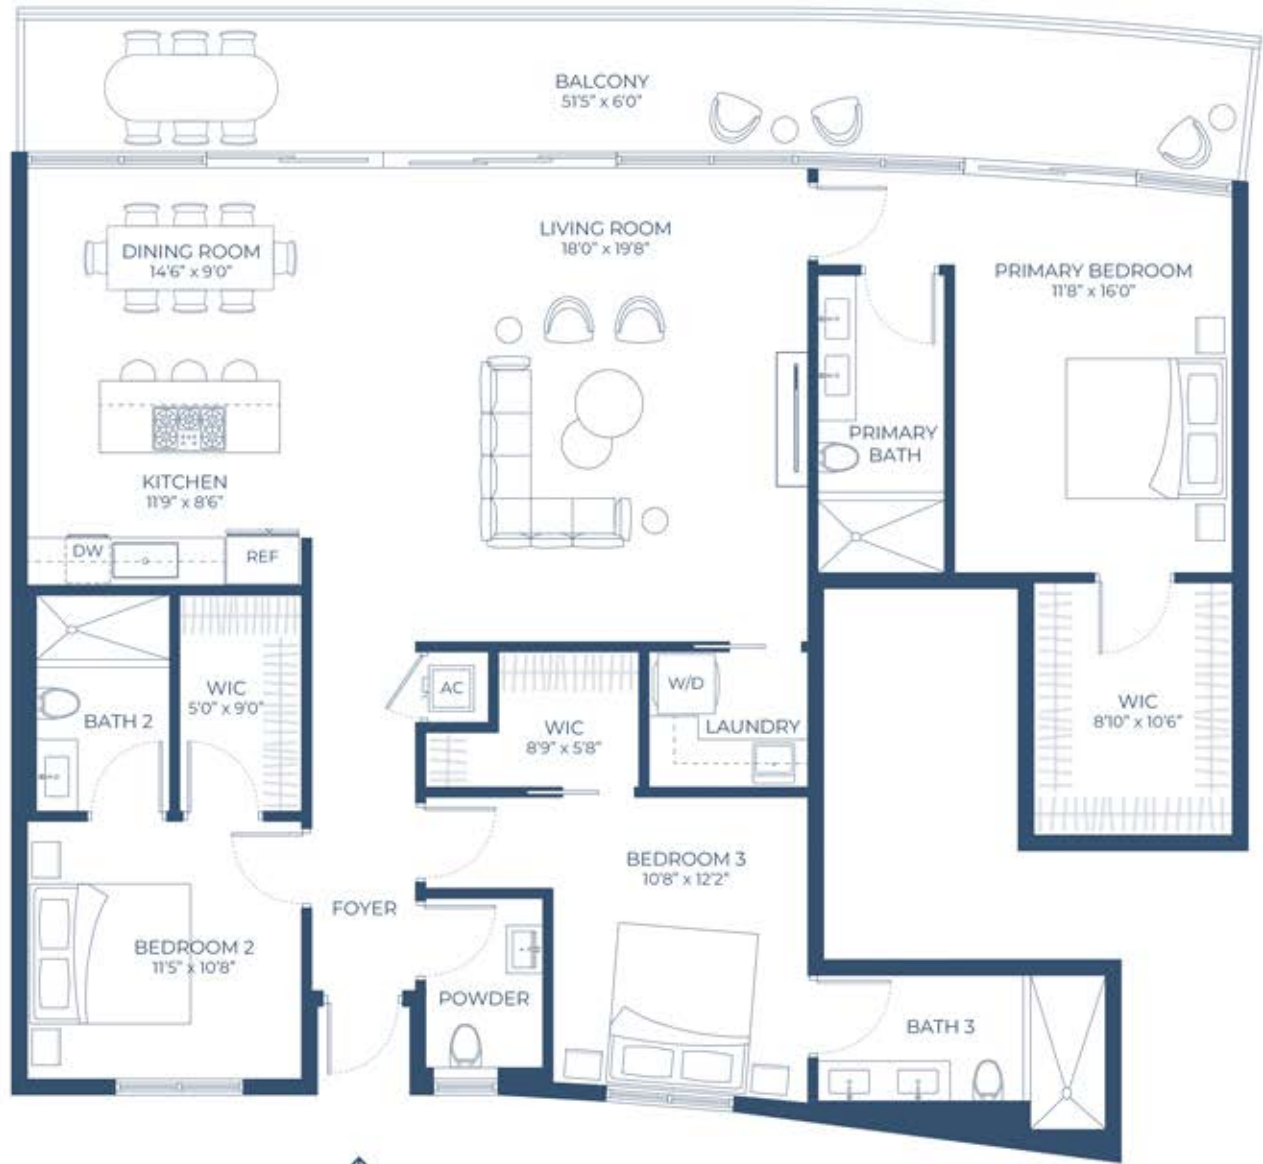 BALCONY
51'5" x 6'0"
DINING ROOM
14'6" x 9'0"
LIVING ROOM
18'0" x 19'8"
PRIMARY BEDROOM
11'8" x 16'0"
PRIMARY
BATH
KITCHEN
11'9" x 8'6"
DW
REF
WIC
5'0" x 9'0"
BATH 2
AC
WIC
8'9" x 5'8"
W/D
LAUNDRY
WIC
8'10" x 10'6"
BEDROOM 3
10'8" x 12'2"
FOYER
BEDROOM 2
11'5" x 10'8"
POWDER
BATH 3